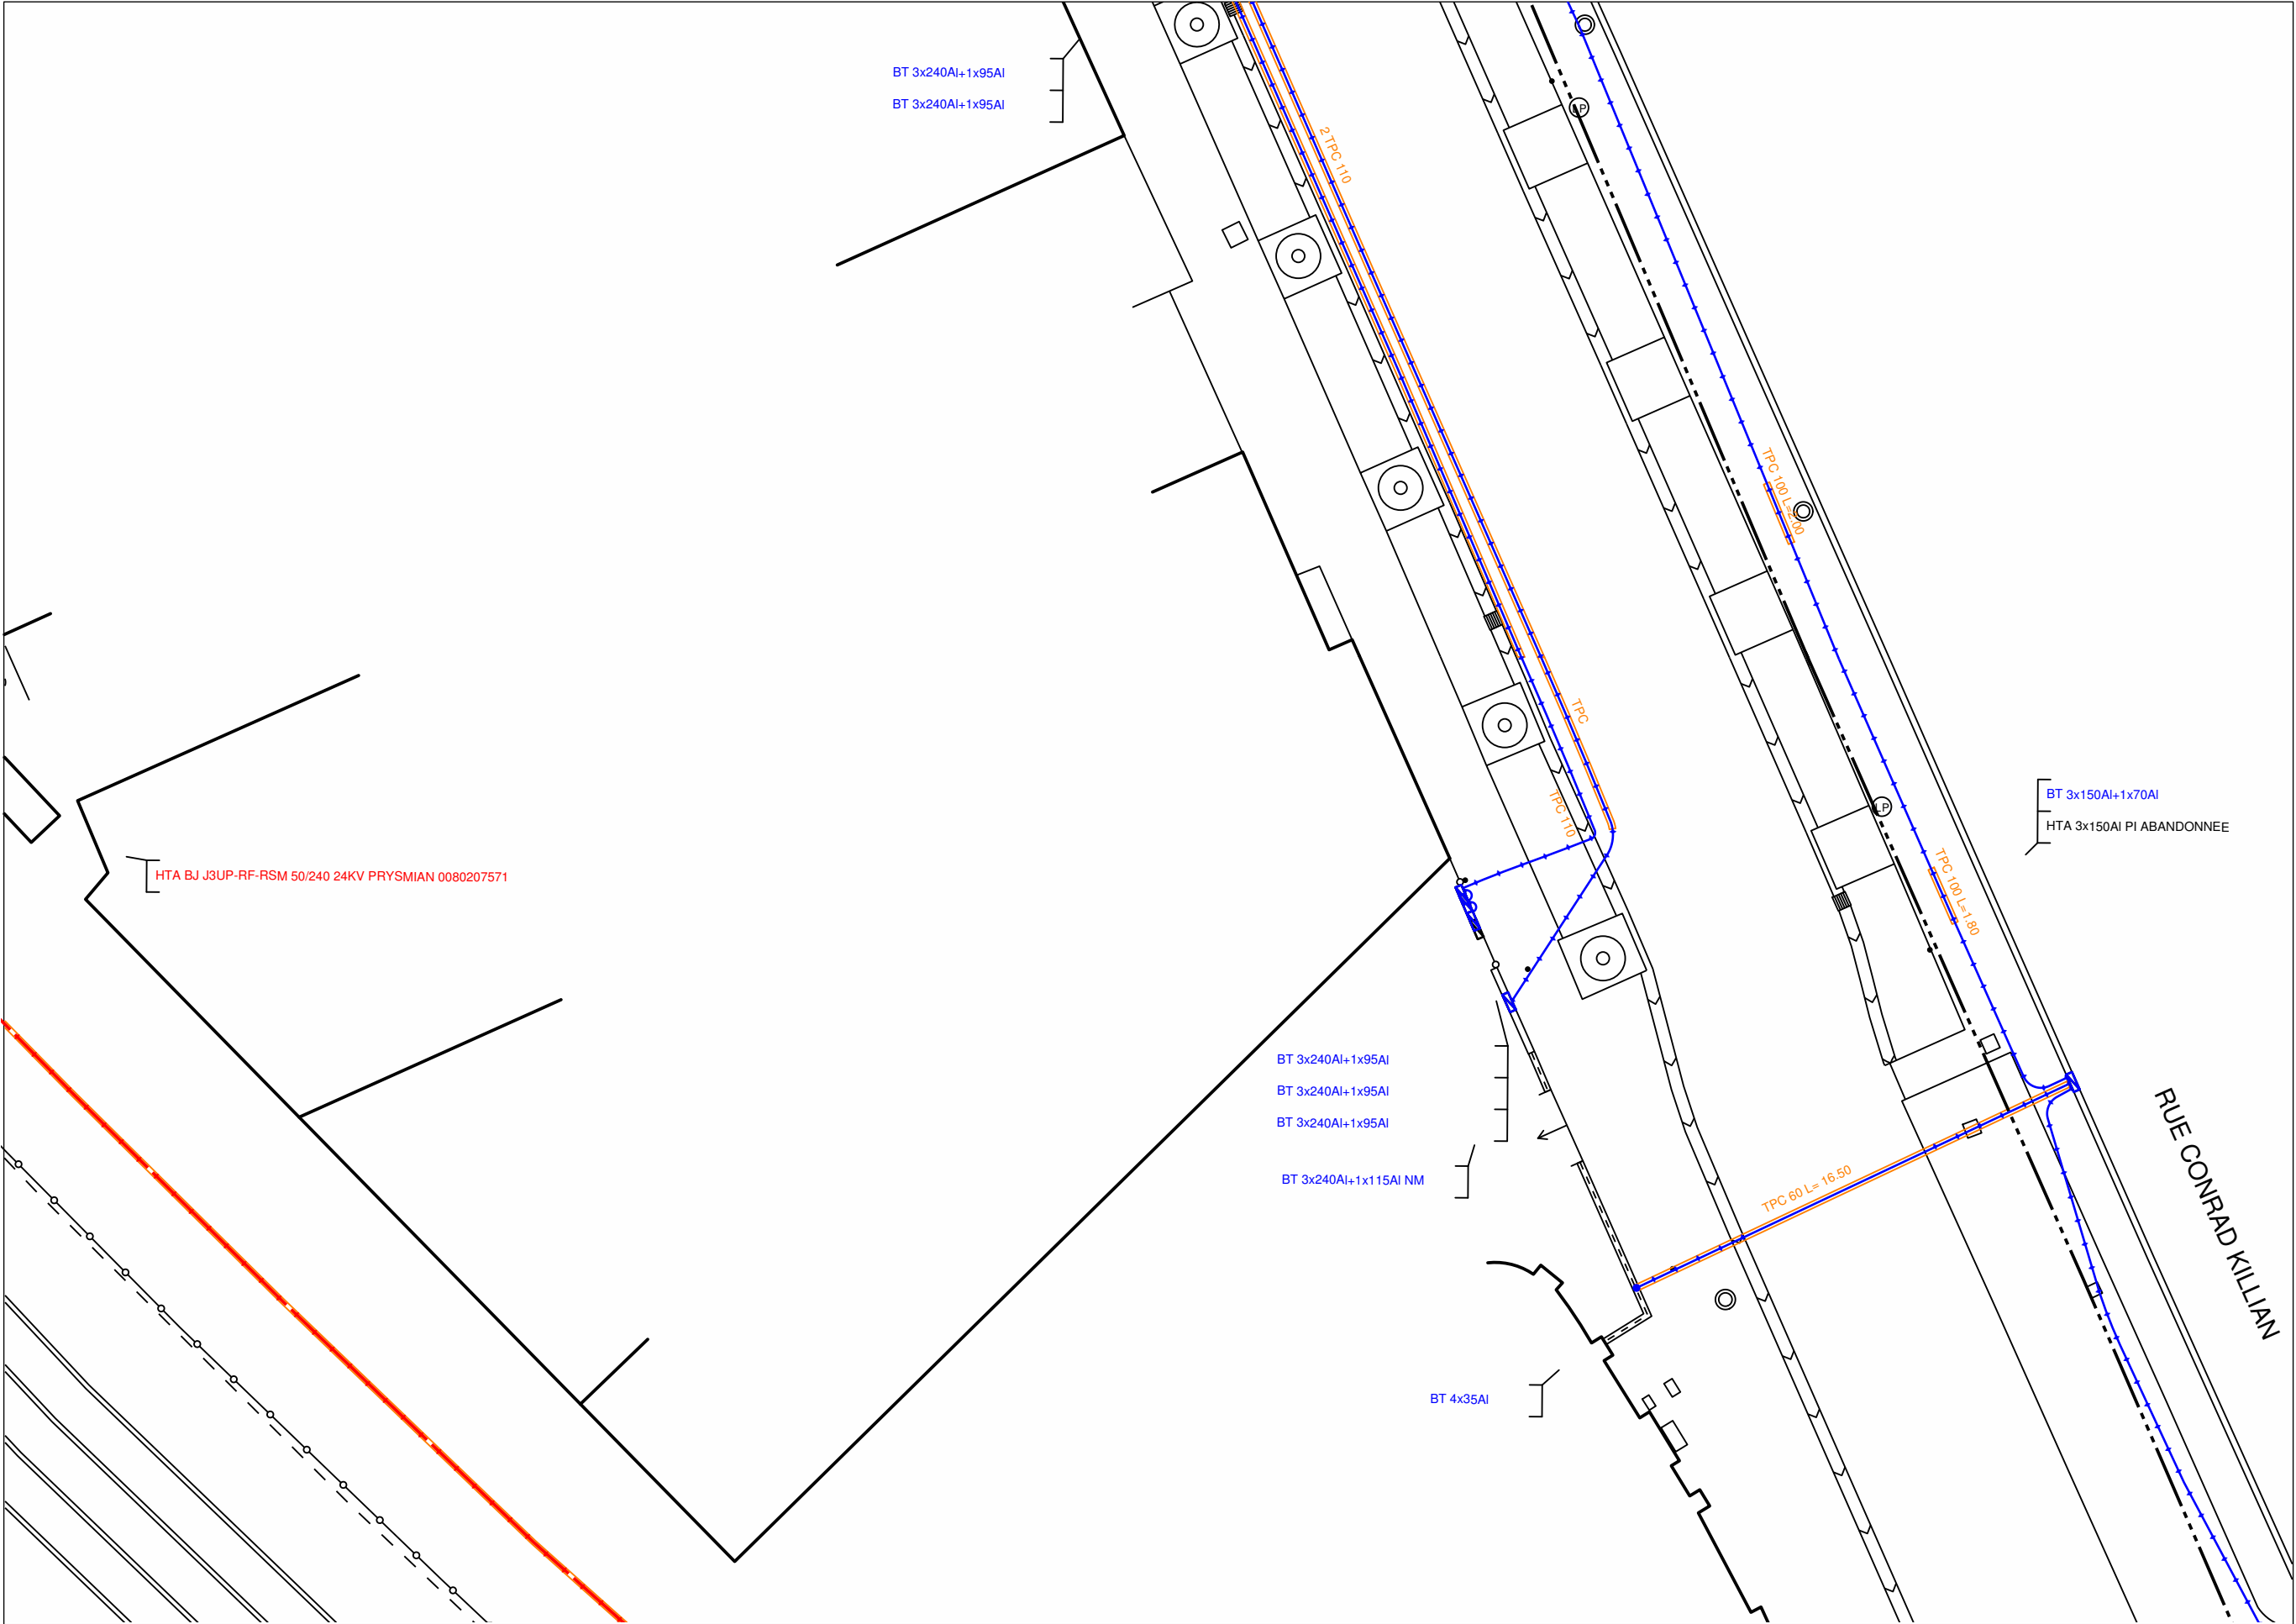 BT 3x240Al+1x95Al
BT 3x240Al+1x95Al
2 TPC 110
LP
TPC 100 L=2.00
TPC
TPC 110
LP
BT 3x150Al+1x70Al
HTA 3x150Al PI ABANDONNEE
TPC 100 L=1.80
HTA BJ J3UP-RF-RSM 50/240 24KV PRYSMIAN 0080207571
BT 3x240Al+1x95Al
BT 3x240Al+1x95Al
BT 3x240Al+1x95Al
BT 3x240Al+1x115Al NM
TPC 60 L= 16.50
RUE CONRAD KILLIAN
BT 4x35Al